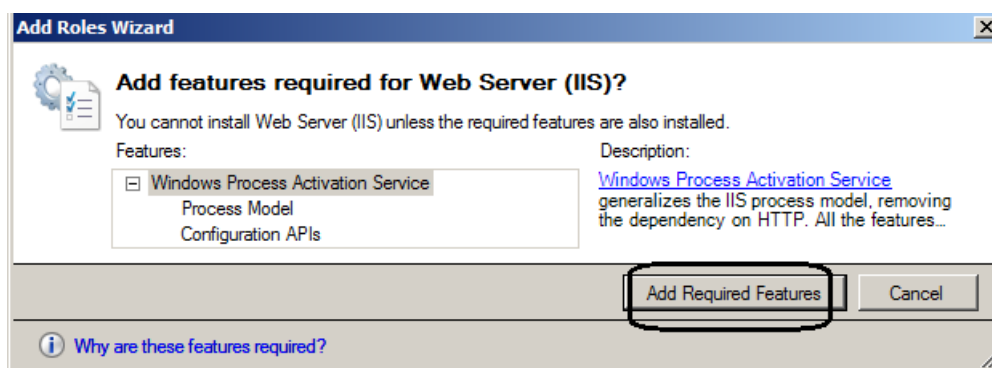 Add Roles Wizard
Add features required for Web Server (IIS)?
You cannot install Web Server (IIS) unless the required features are also installed.
Features:
Description:
Windows Process Activation Service
Process Model
Configuration APIs
Windows Process Activation Service
generalizes the IIS process model, removing
the dependency on HTTP. All the features...
Add Required Features
Cancel
Why are these features required?